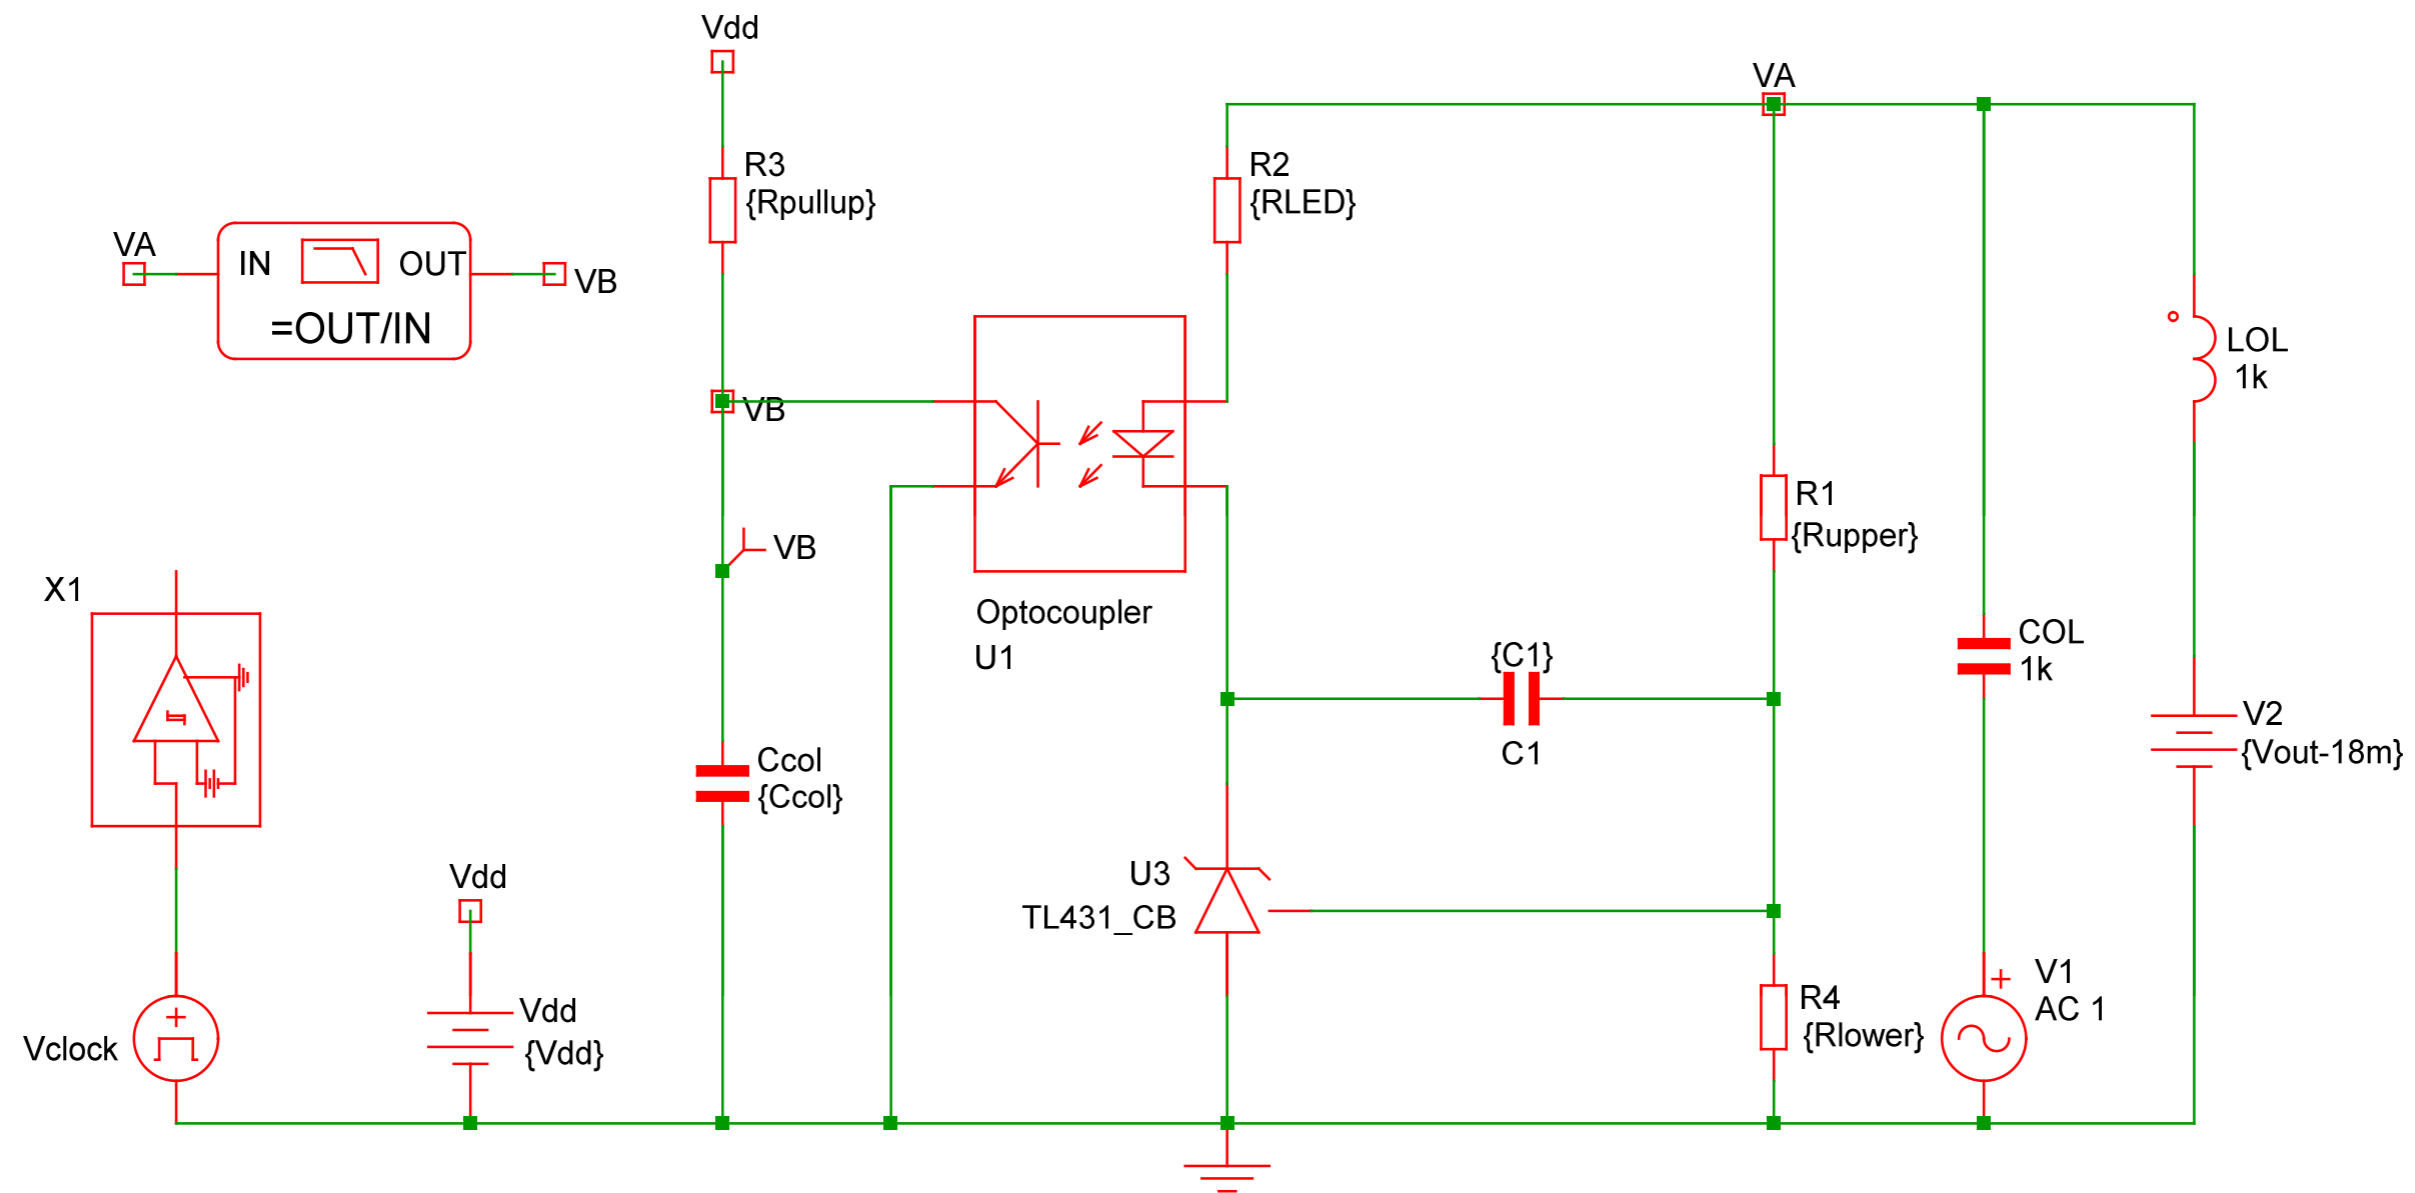 Vdd
VA
R3
{Rpullup}
R2
{RLED}
VA
IN
OUT
VB
=OUT/IN
LOL
1k
VB
R1
{Rupper}
VB
X1
Optocoupler
U1
{C1}
C1
COL
1k
V2
{Vout-18m}
Ccol
{Ccol}
Vdd
U3
TL431_CB
V1
AC 1
R4
{Rlower}
Vdd
{Vdd}
Vclock